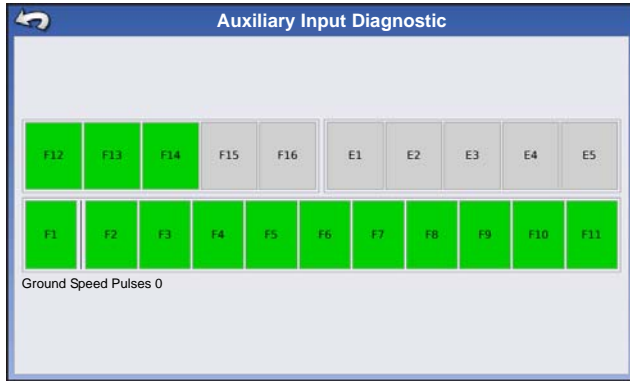 Auxiliary Input Diagnostic
F12 F13 F14 F15 F16 E1 E2 E3 E4 E5
F1 F2 F3 F4 F5 F6 F7 F8 F9 F10 F11
Ground Speed Pulses 0